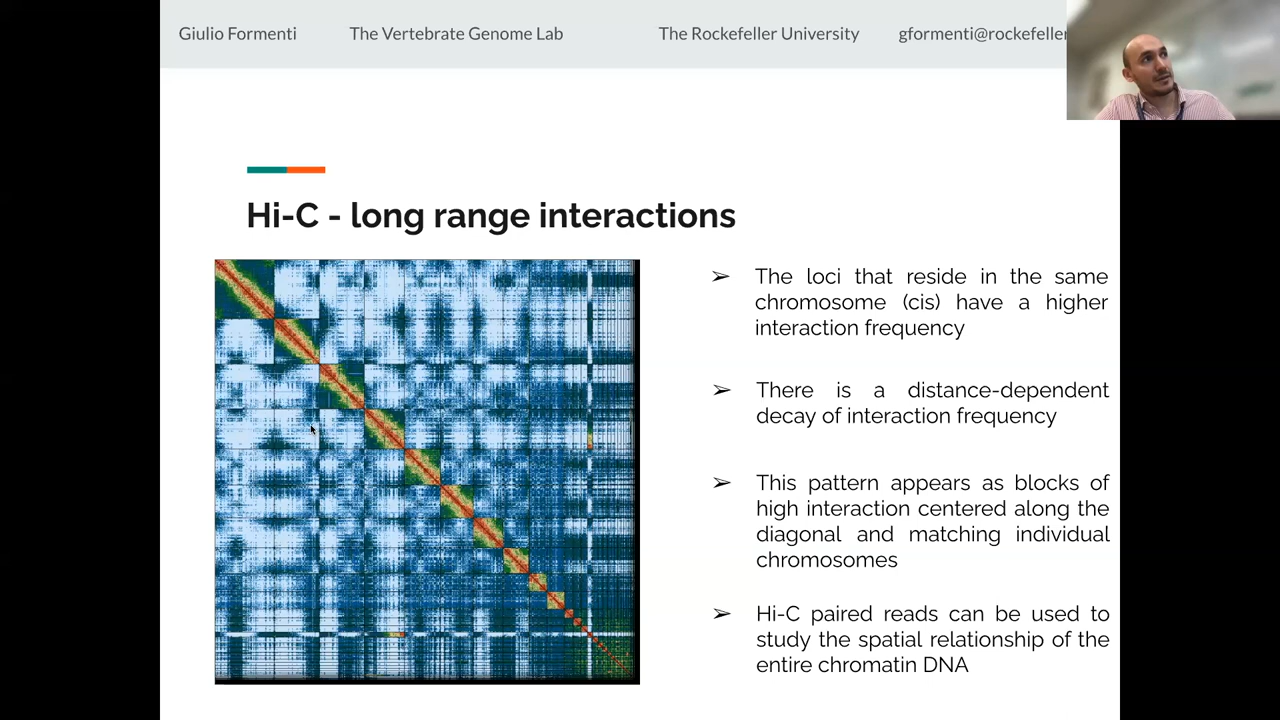 Giulio Formenti The Vertebrate Genome Lab The Rockefeller University gformenti@rockefeller
Hi-C - long range interactions
➢ The loci that reside in the same
chromosome (cis) have a higher
interaction frequency
➢ There is a distance-dependent
decay of interaction frequency
➢ This pattern appears as blocks of
high interaction centered along the
diagonal and matching individual
chromosomes
➢ Hi-C paired reads can be used to
study the spatial relationship of the
entire chromatin DNA